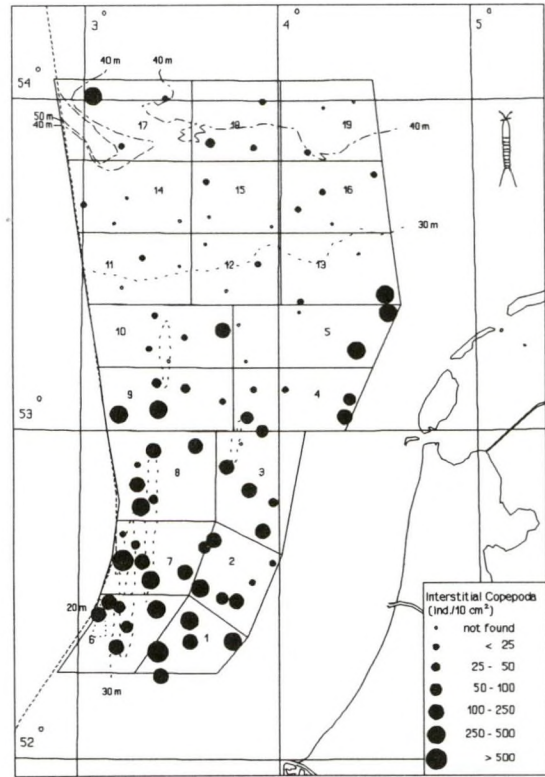 3 °
4 °
5 °
40 m
40 m
54 °
50 m
40 m
17
18
19
40 m
14
15
16
30 m
11
12
13
10
5
9
4
53 °
8
3
7
2
20 m
6
1
30 m
52 °
Interstitial Copepoda
(Ind./10 cm²)
not found
< 25
25 - 50
50 - 100
100 - 250
250 - 500
> 500